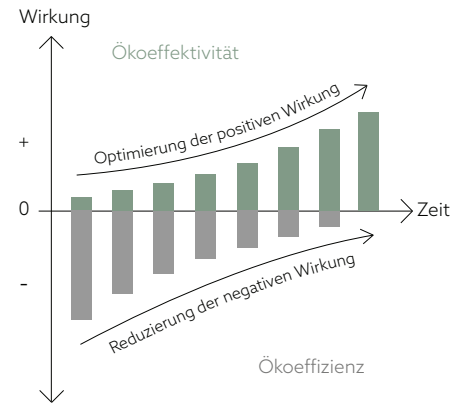 Wirkung
Ökoeffektivität
Optimierung der positiven Wirkung
+
0
Zeit
-
Reduzierung der negativen Wirkung
Ökoeffizienz